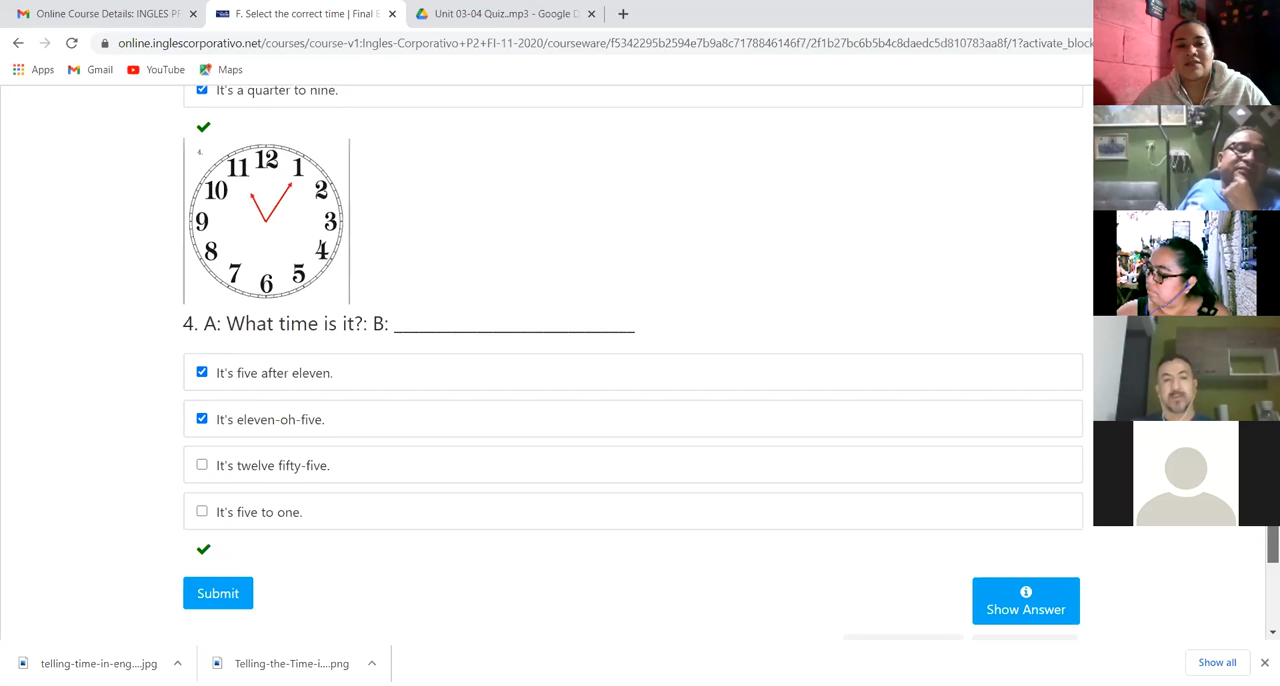 Online Course Details: INGLES PF
F. Select the correct time | Final E
Unit 03-04 Quiz..mp3 - Google D
online.inglescorporativo.net/courses/course-v1:Ingles-Corporativo+P2+FI-11-2020/courseware/f5342295b2594e7b9a8c7178846146f7/2f1b27bc6b5b4c8daedc5d810783aa8f/1?activate_block
Apps Gmail YouTube Maps
It's a quarter to nine.
4.
12
11 1
10 2
9 3
8 4
7 5
6
4. A: What time is it?: B: ____________________________
It's five after eleven.
It's eleven-oh-five.
It's twelve fifty-five.
It's five to one.
Submit
Show Answer
telling-time-in-eng....jpg
Telling-the-Time-i....png
Show all